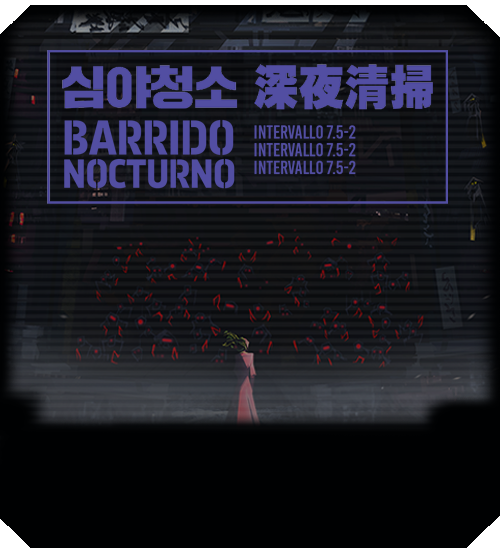 심야청소 深夜清掃
BARRIDO
NOCTURNO
INTERVALLO 7.5-2
INTERVALLO 7.5-2
INTERVALLO 7.5-2